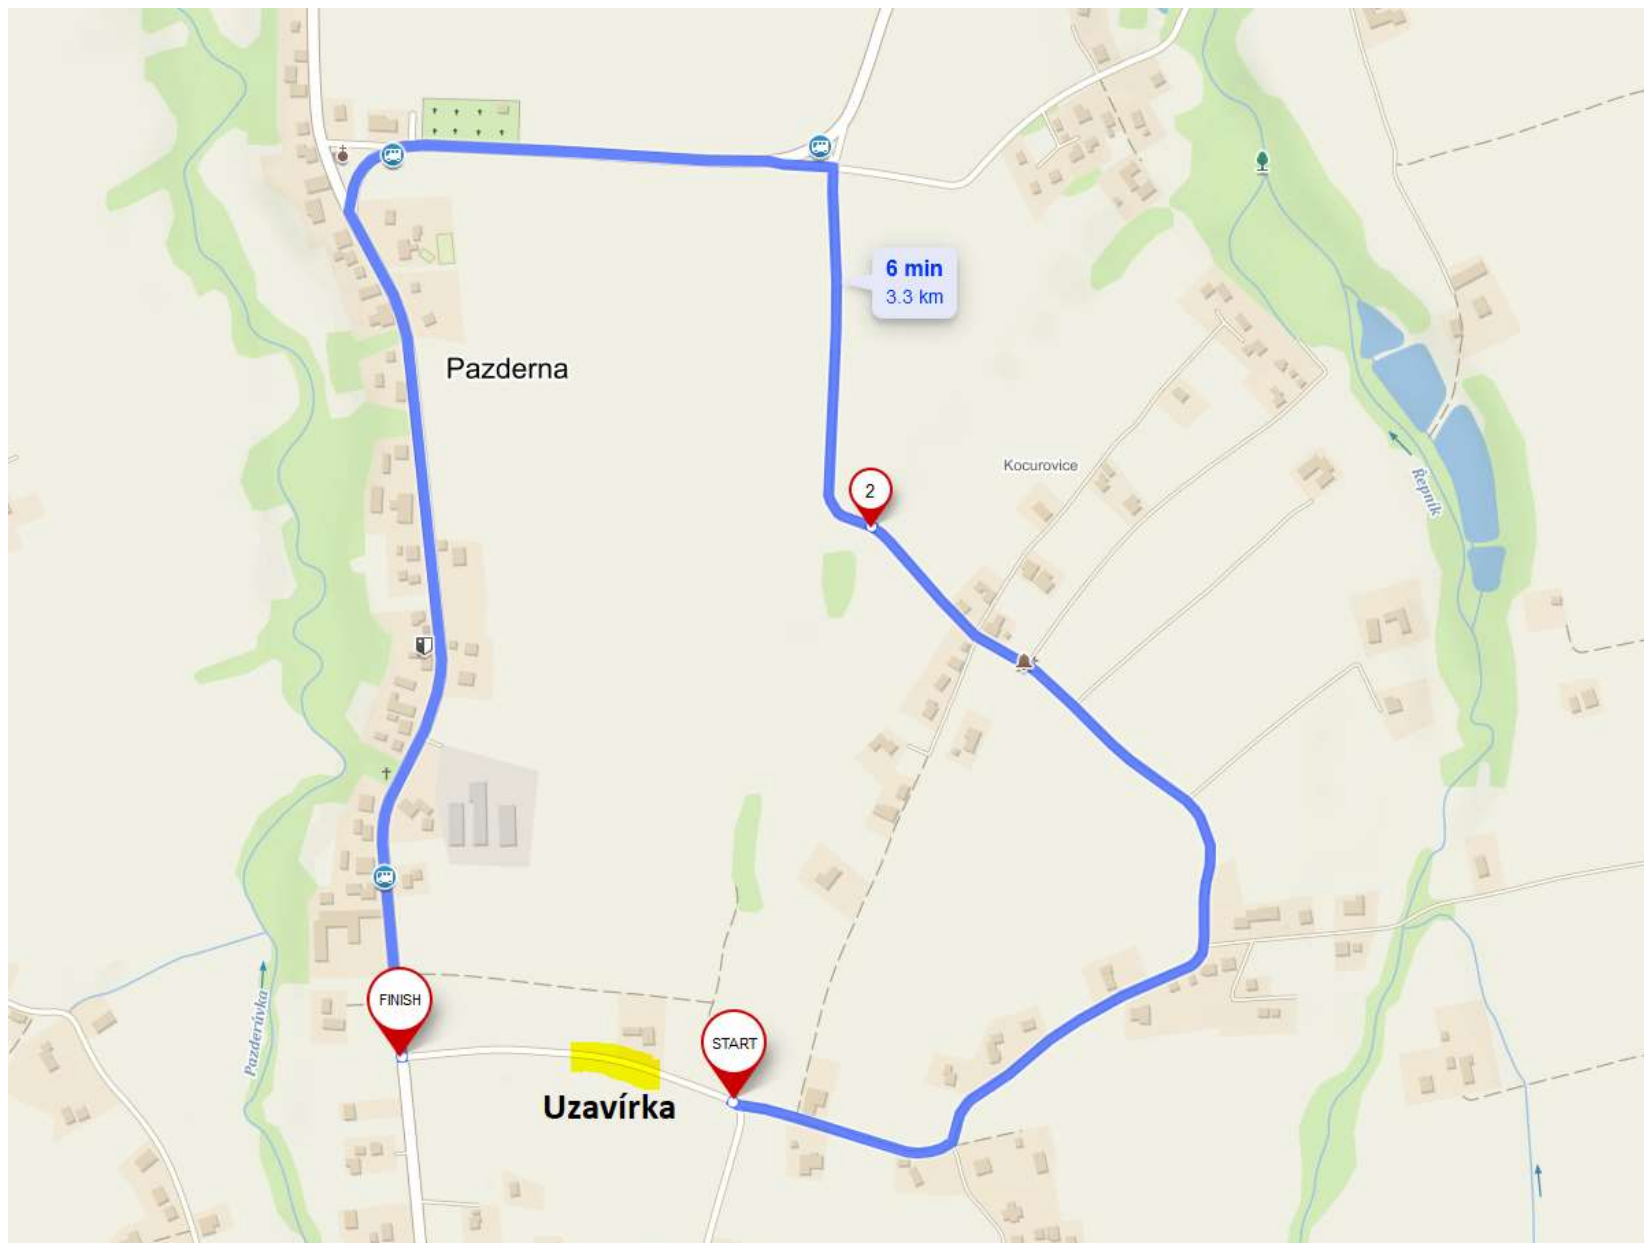 6 min
3.3 km
Pazderna
Kocurovice
2
Řepník
FINISH
START
Pazderůvka
Uzavírka